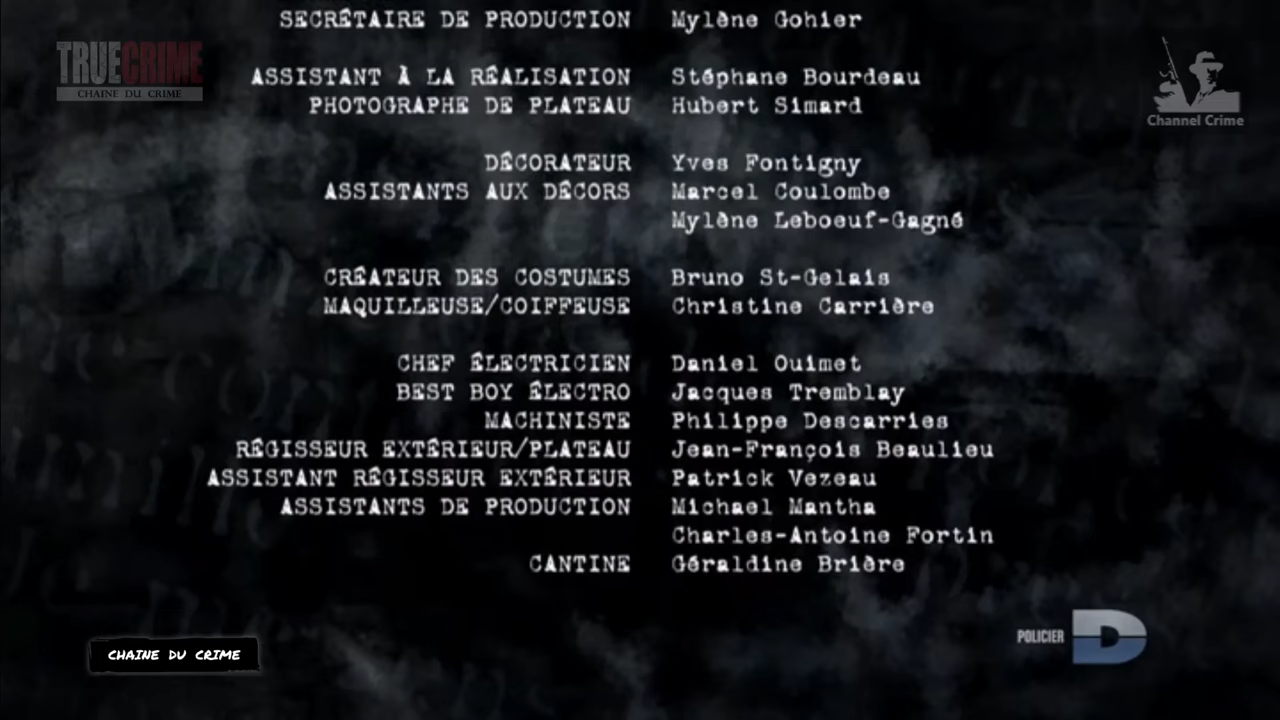 SECRÉTAIRE DE PRODUCTION Mylène Gohier
TRUECRIME
CHAINE DU CRIME
Channel Crime
ASSISTANT À LA RÉALISATION Stéphane Bourdeau
PHOTOGRAPHE DE PLATEAU Hubert Simard
DÉCORATEUR Yves Fontigny
ASSISTANTS AUX DÉCORS Marcel Coulombe
Mylène Leboeuf-Gagné
CRÉATEUR DES COSTUMES Bruno St-Gelais
MAQUILLEUSE/COIFFEUSE Christine Carrière
CHEF ÉLECTRICIEN Daniel Ouimet
BEST BOY ÉLECTRO Jacques Tremblay
MACHINISTE Philippe Descarries
RÉGISSEUR EXTÉRIEUR/PLATEAU Jean-François Beaulieu
ASSISTANT RÉGISSEUR EXTÉRIEUR Patrick Vezeau
ASSISTANTS DE PRODUCTION Michael Mantha
Charles-Antoine Fortin
CANTINE Géraldine Brière
POLICIER D
CHAINE DU CRIME